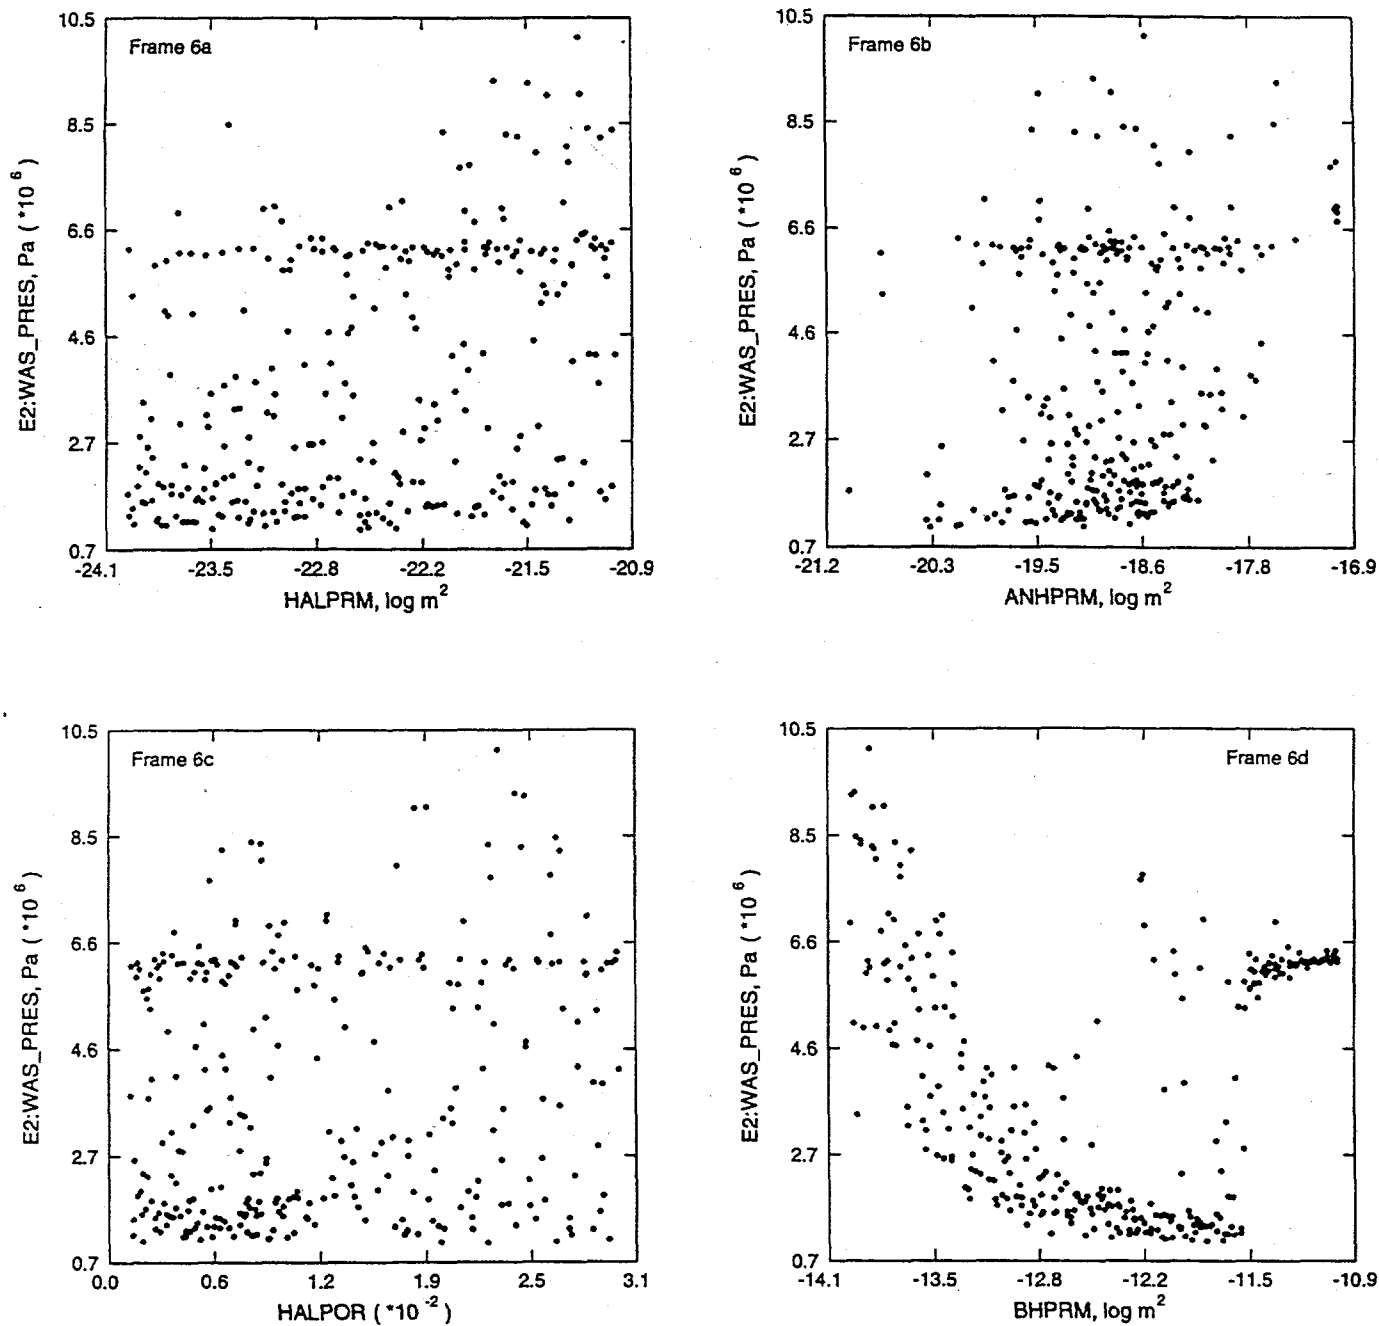 Frame 6a
10.5
8.5
6.6
4.6
2.7
0.7
E2:WAS_PRES, Pa ( *10 6 )
-24.1 -23.5 -22.8 -22.2 -21.5 -20.9
HALPRM, log m2
Frame 6b
10.5
8.5
6.6
4.6
2.7
0.7
E2:WAS_PRES, Pa ( *10 6 )
-21.2 -20.3 -19.5 -18.6 -17.8 -16.9
ANHPRM, log m2
Frame 6c
10.5
8.5
6.6
4.6
2.7
0.7
E2:WAS_PRES, Pa ( *10 6 )
0.0 0.6 1.2 1.9 2.5 3.1
HALPOR ( *10 -2 )
Frame 6d
10.5
8.5
6.6
4.6
2.7
0.7
E2:WAS_PRES, Pa ( *10 6 )
-14.1 -13.5 -12.8 -12.2 -11.5 -10.9
BHPRM, log m2